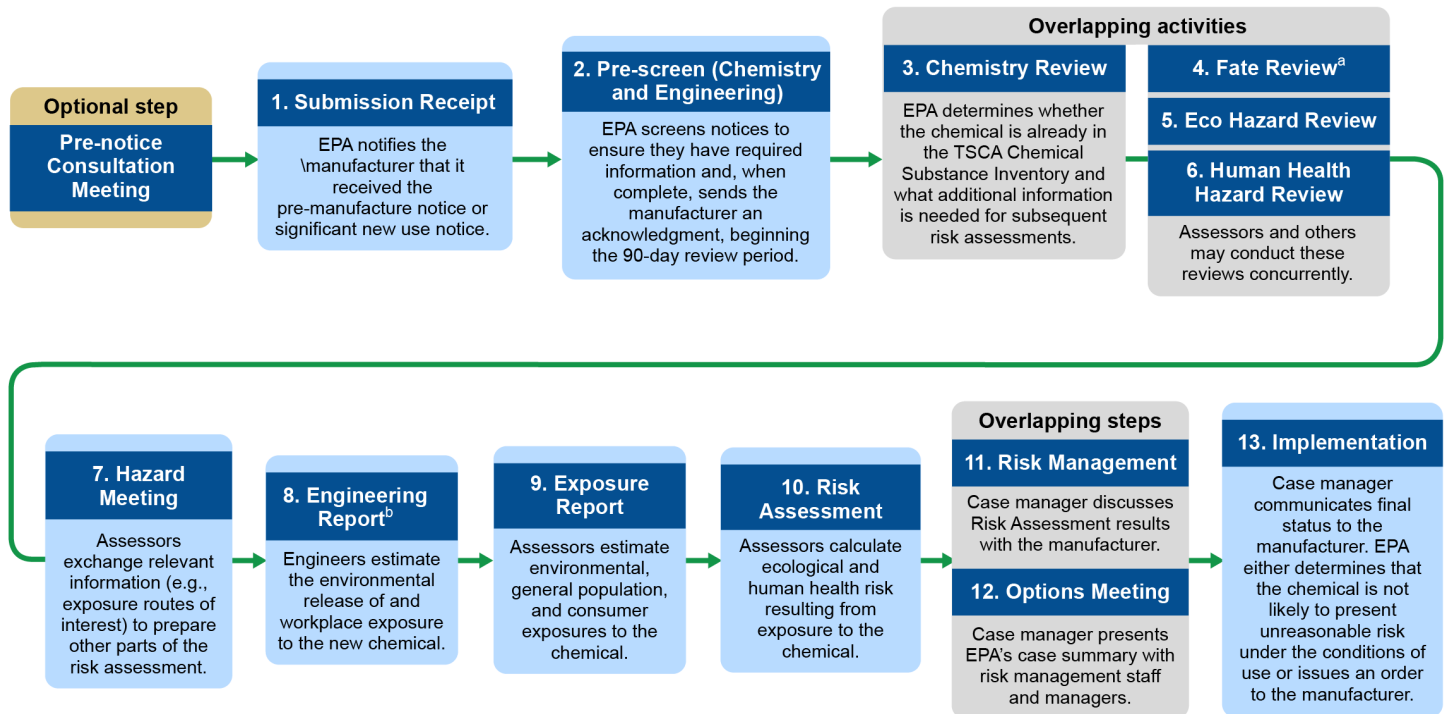 Optional step
Pre-notice
Consultation
Meeting
1. Submission Receipt
EPA notifies the
\manufacturer that it
received the
pre-manufacture notice or
significant new use notice.
2. Pre-screen (Chemistry
and Engineering)
EPA screens notices to
ensure they have required
information and, when
complete, sends the
manufacturer an
acknowledgment, beginning
the 90-day review period.
Overlapping activities
3. Chemistry Review
EPA determines whether
the chemical is already in
the TSCA Chemical
Substance Inventory and
what additional information
is needed for subsequent
risk assessments.
4. Fate Reviewa
5. Eco Hazard Review
6. Human Health
Hazard Review
Assessors and others
may conduct these
reviews concurrently.
7. Hazard
Meeting
Assessors
exchange relevant
information (e.g.,
exposure routes of
interest) to prepare
other parts of the
risk assessment.
8. Engineering
Reportb
Engineers estimate
the environmental
release of and
workplace exposure
to the new chemical.
9. Exposure
Report
Assessors estimate
environmental,
general population,
and consumer
exposures to the
chemical.
10. Risk
Assessment
Assessors calculate
ecological and
human health risk
resulting from
exposure to the
chemical.
Overlapping steps
11. Risk Management
Case manager discusses
Risk Assessment results
with the manufacturer.
12. Options Meeting
Case manager presents
EPA’s case summary with
risk management staff
and managers.
13. Implementation
Case manager
communicates final
status to the
manufacturer. EPA
either determines that
the chemical is not
likely to present
unreasonable risk
under the conditions of
use or issues an order
to the manufacturer.